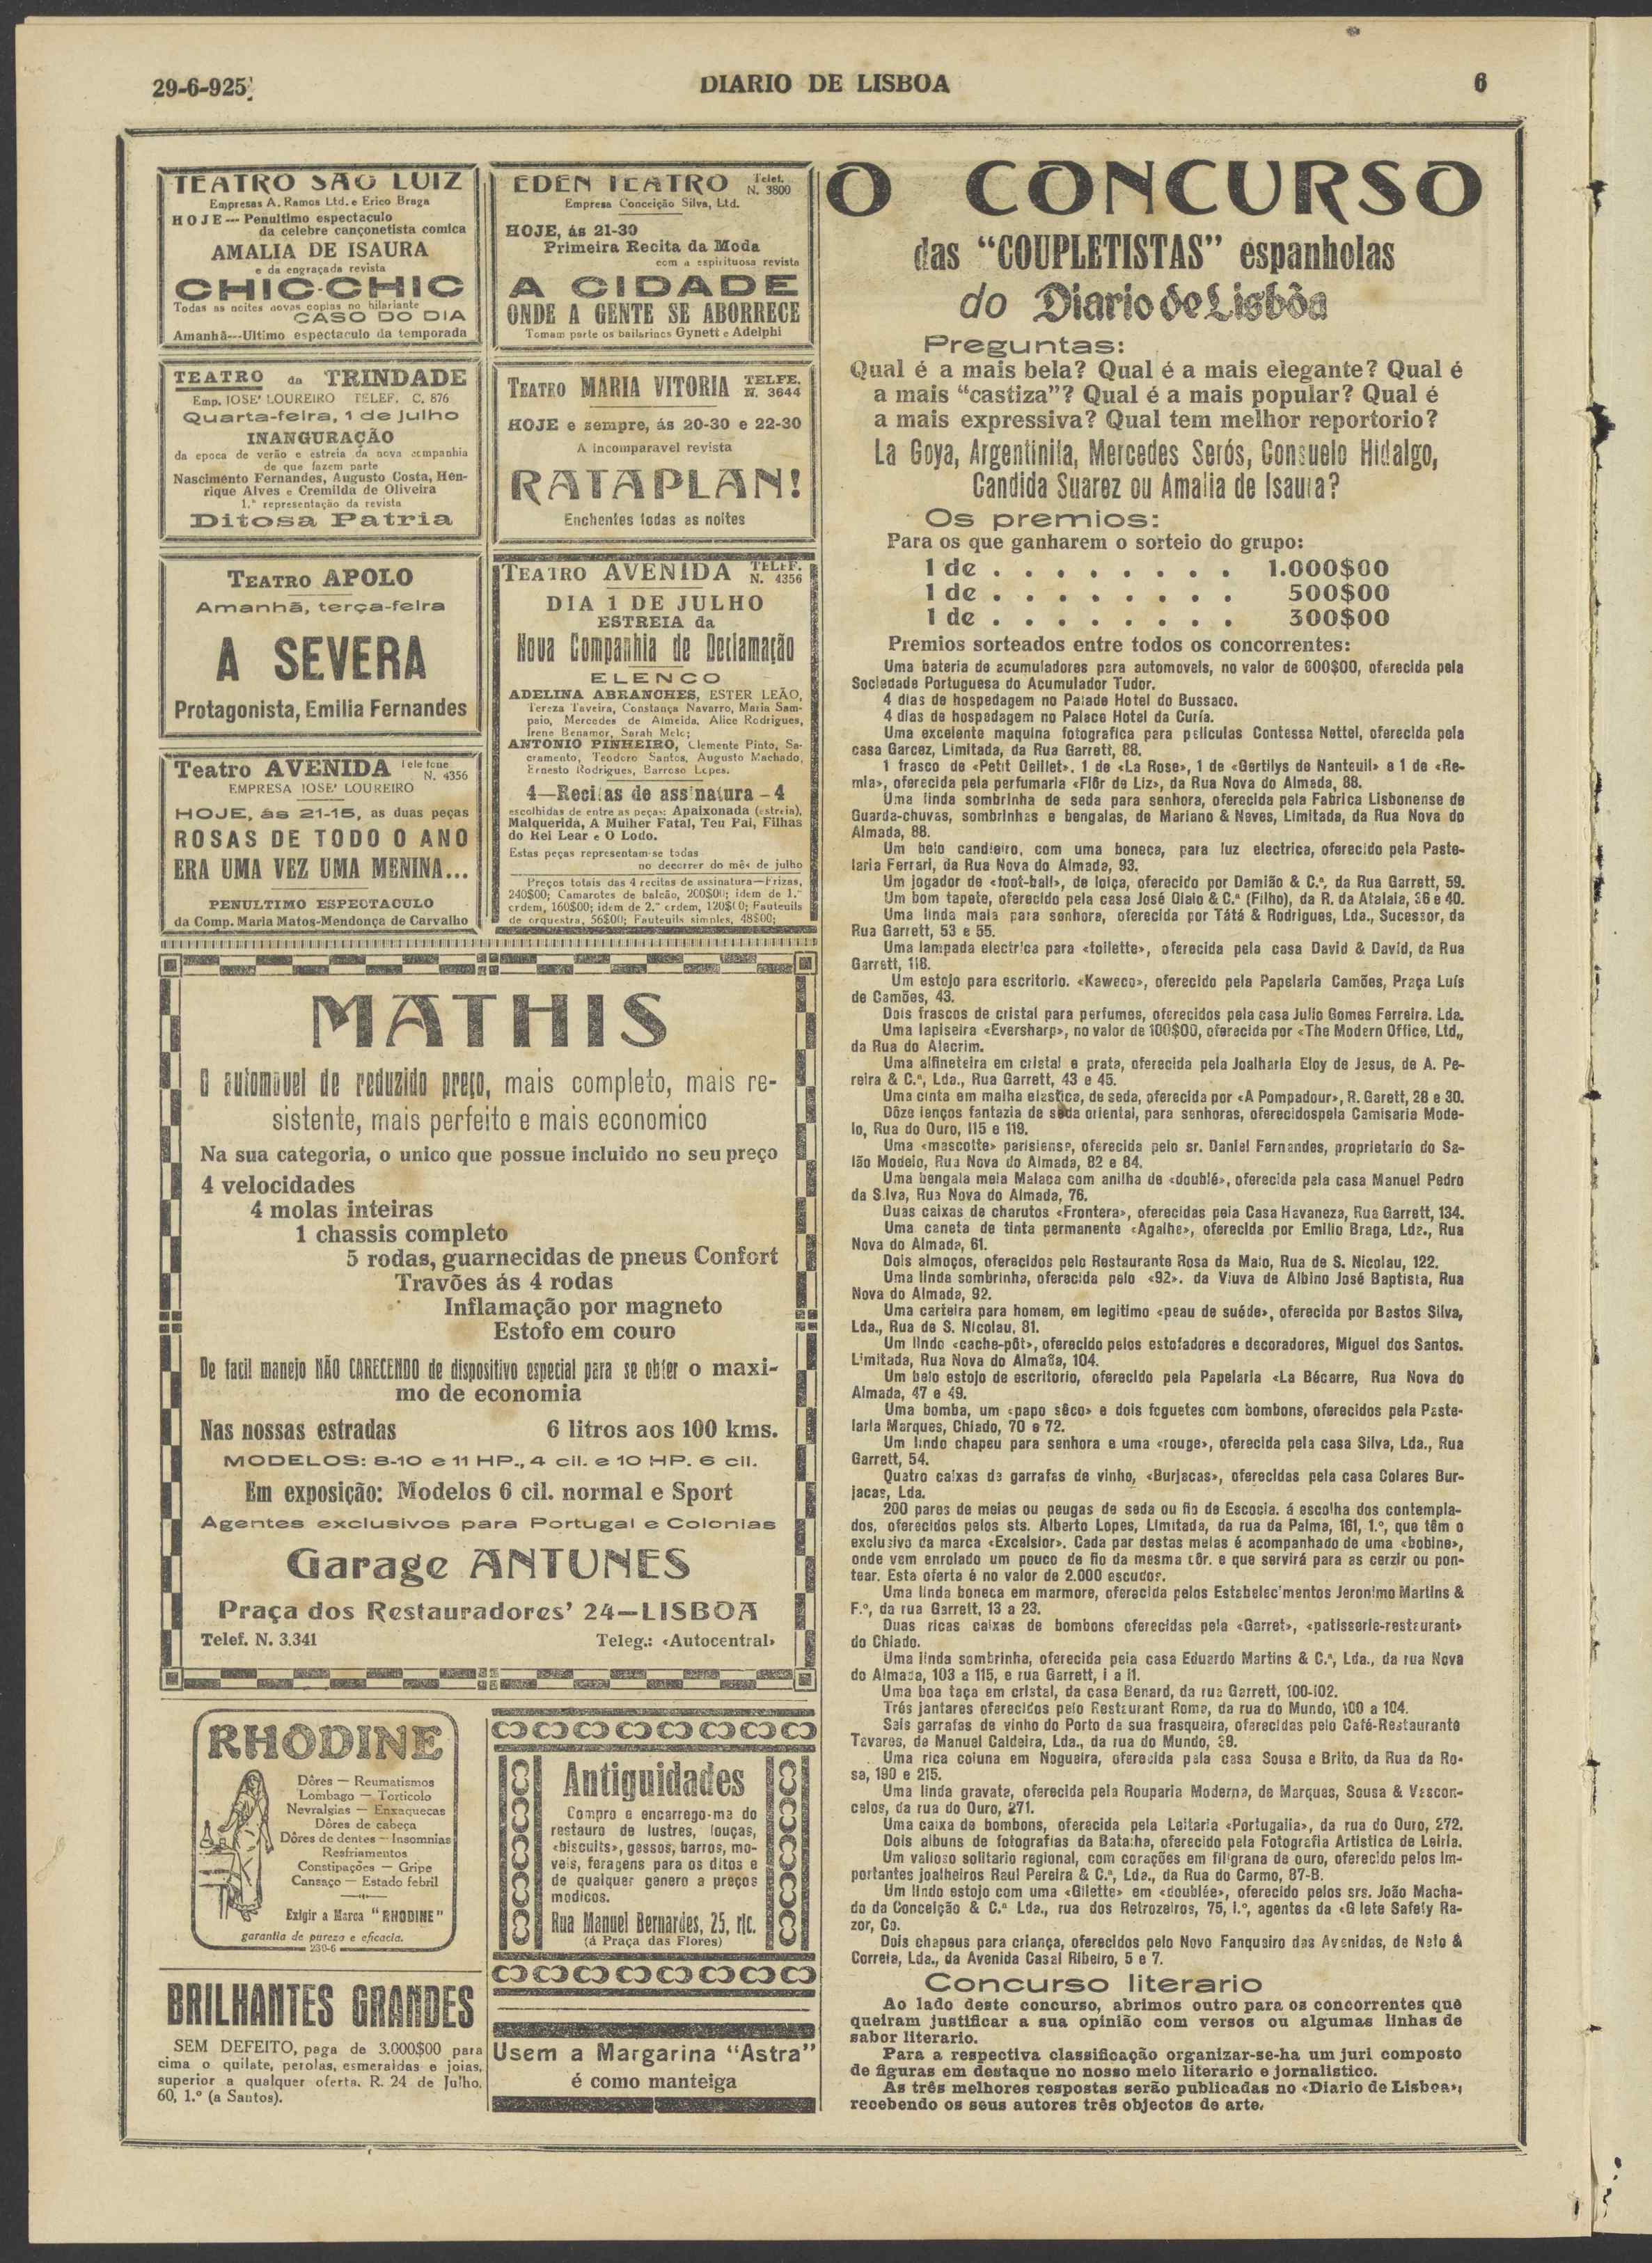 29-6-925
DIARIO DE LISBOA
6
TEATRO SÃO LUIZ
Empresas A. Ramos Ltd. e Erico Braga
HOJE --- Penultimo espectaculo
da celebre cançonetista comica
AMALIA DE ISAURA
e da engraçada revista
CHIC-CHIC
Todas as noites novas coplas no hilariante
CASO DO DIA
Amanhã---Ultimo espectaculo da temporada
EDEN TEATRO Telef. N. 3800
Empresa Conceição Silva, Ltd.
HOJE, ás 21-30
Primeira Recita da Moda
com a espirituosa revista
A CIDADE
ONDE A GENTE SE ABORRECE
Tomam parte os bailarinos Gynett e Adelphi
TEATRO da TRINDADE
Emp. JOSE' LOUREIRO TELEF. C. 876
Quarta-feira, 1 de julho
INANGURAÇÃO
da epoca de verão e estreia da nova companhia
de que fazem parte
Nascimento Fernandes, Augusto Costa, Hen-
rique Alves e Cremilda de Oliveira
1.ª representação da revista
Ditosa Patria
TEATRO MARIA VITORIA TELFE. N. 3644
HOJE e sempre, ás 20-30 e 22-30
A incomparavel revista
RATAPLAN!
Enchentes todas as noites
TEATRO APOLO
Amanhã, terça-feira
A SEVERA
Protagonista, Emilia Fernandes
Teatro AVENIDA Telefone N. 4356
EMPRESA JOSE' LOUREIRO
HOJE, ás 21-15, as duas peças
ROSAS DE TODO O ANO
ERA UMA VEZ UMA MENINA...
PENULTIMO ESPECTACULO
da Comp. Maria Matos-Mendonça de Carvalho
TEATRO AVENIDA TELEF. N. 4356
DIA 1 DE JULHO
ESTREIA da
Nova Companhia de Declamação
ELENCO
ADELINA ABRANCHES, ESTER LEÃO,
Tereza Taveira, Constança Navarro, Maria Sam-
paio, Mercedes de Almeida, Alice Rodrigues,
Irene Benamor, Sarah Melo;
ANTONIO PINHEIRO, Clemente Pinto, Sa-
cramento, Teodoro Santos, Augusto Machado,
Ernesto Rodrigues, Barroso Lopes.
4—Recitas de assinatura—4
escolhidas de entre as peças: Apaixonada (estreia),
Malquerida, A Mulher Fatal, Teu Pai, Filhas
do Rei Lear e O Lodo.
Estas peças representam-se todas
no decorrer do mês de julho
Preços totais das 4 recitas de assinatura—Frizas,
240$00; Camarotes de balcão, 200$00; idem de 1.ª
ordem, 160$00; idem de 2.ª ordem, 120$00; Fauteuils
de orquestra, 56$00; Fauteuils simples, 48$00;
MATHIS
O automovel de reduzido preço, mais completo, mais re-
sistente, mais perfeito e mais economico
Na sua categoria, o unico que possue incluido no seu preço
4 velocidades
4 molas inteiras
1 chassis completo
5 rodas, guarnecidas de pneus Confort
Travões ás 4 rodas
Inflamação por magneto
Estofo em couro
De facil manejo NÃO CARECENDO de dispositivo especial para se obter o maxi-
mo de economia
Nas nossas estradas 6 litros aos 100 kms.
MODELOS: 8-10 e 11 HP., 4 cil. e 10 HP. 6 cil.
Em exposição: Modelos 6 cil. normal e Sport
Agentes exclusivos para Portugal e Colonias
Garage ANTUNES
Praça dos Restauradores' 24—LISBOA
Telef. N. 3.341 Teleg.: «Autocentral»
RHODINE
Dôres — Reumatismos
Lombago — Torticolo
Nevralgias — Enxaquecas
Dôres de cabeça
Dôres de dentes — Insomnias
Resfriamentos
Constipações — Gripe
Cansaço — Estado febril
Exigir a Marca "RHODINE"
garantia de pureza e eficacia.
230-6
BRILHANTES GRANDES
SEM DEFEITO, paga de 3.000$00 para
cima o quilate, perolas, esmeraldas e joias,
superior a qualquer oferta. R. 24 de Julho,
60, 1.º (a Santos).
Antiguidades
Compro e encarrego-me do
restauro de lustres, louças,
«biscuits», gessos, barros, mo-
veis, feragens para os ditos e
de qualquer genero a preços
modicos.
Rua Manuel Bernardes, 25, r|c.
(á Praça das Flores)
Usem a Margarina "Astra"
é como manteiga
O CONCURSO
das "COUPLETISTAS" espanholas
do Diario de Lisbôa
Preguntas:
Qual é a mais bela? Qual é a mais elegante? Qual é
a mais "castiza"? Qual é a mais popular? Qual é
a mais expressiva? Qual tem melhor reportorio?
La Goya, Argentinita, Mercedes Serós, Consuelo Hidalgo,
Candida Suarez ou Amalia de Isaura?
Os premios:
Para os que ganharem o sorteio do grupo:
1 de . . . . . . . . 1.000$00
1 de . . . . . . . . 500$00
1 de . . . . . . . . 300$00
Premios sorteados entre todos os concorrentes:
Uma bateria de acumuladores para automoveis, no valor de 600$00, oferecida pela
Sociedade Portuguesa do Acumulador Tudor.
4 dias de hospedagem no Palade Hotel do Bussaco.
4 dias de hospedagem no Palace Hotel da Curía.
Uma excelente maquina fotografica para peliculas Contessa Nettel, oferecida pela
casa Garcez, Limitada, da Rua Garrett, 88.
1 frasco de «Petit Oeillet», 1 de «La Rose», 1 de «Gertilys de Nanteuil» e 1 de «Re-
mia», oferecida pela perfumaria «Flôr de Liz», da Rua Nova do Almada, 88.
Uma linda sombrinha de seda para senhora, oferecida pela Fabrica Lisbonense de
Guarda-chuvas, sombrinhas e bengalas, de Mariano & Neves, Limitada, da Rua Nova do
Almada, 88.
Um belo candieiro, com uma boneca, para luz electrica, oferecido pela Paste-
laria Ferrari, da Rua Nova do Almada, 93.
Um jogador de «foot-ball», de loiça, oferecido por Damião & C.ª, da Rua Garrett, 59.
Um bom tapete, oferecido pela casa José Olaio & C.ª (Filho), da R. da Atalaia, 36 e 40.
Uma linda mala para senhora, oferecida por Tátá & Rodrigues, Lda., Sucessor, da
Rua Garrett, 53 e 55.
Uma lampada electrica para «toilette», oferecida pela casa David & David, da Rua
Garrett, 118.
Um estojo para escritorio. «Kaweco», oferecido pela Papelaria Camões, Praça Luís
de Camões, 43.
Dois frascos de cristal para perfumes, oferecidos pela casa Julio Gomes Ferreira. Lda.
Uma lapiseira «Eversharp», no valor de 100$00, oferecida por «The Modern Office, Ltd,,
da Rua do Alecrim.
Uma alfineteira em cristal e prata, oferecida pela Joalharia Eloy de Jesus, de A. Pe-
reira & C.ª, Lda., Rua Garrett, 43 e 45.
Uma cinta em malha elastica, de seda, oferecida por «A Pompadour», R. Garett, 28 e 30.
Dôze lenços fantazia de seda oriental, para senhoras, oferecidospela Camisaria Mode-
lo, Rua do Ouro, 115 e 119.
Uma «mascotte» parisiense, oferecida pelo sr. Daniel Fernandes, proprietario do Sa-
lão Modelo, Rua Nova do Almada, 82 e 84.
Uma bengala meia Malaca com anilha de «doublé», oferecida pela casa Manuel Pedro
da Silva, Rua Nova do Almada, 76.
Duas caixas de charutos «Frontera», oferecidas pela Casa Havaneza, Rua Garrett, 134.
Uma caneta de tinta permanente «Agalhe», oferecida por Emilio Braga, Lda., Rua
Nova do Almada, 61.
Dois almoços, oferecidos pelo Restaurante Rosa de Maio, Rua de S. Nicolau, 122.
Uma linda sombrinha, oferecida pelo «92», da Viuva de Albino José Baptista, Rua
Nova do Almada, 92.
Uma carteira para homem, em legitimo «peau de suéde», oferecida por Bastos Silva,
Lda., Rua de S. Nicolau, 81.
Um lindo «cache-pôt», oferecido pelos estofadores e decoradores, Miguel dos Santos.
Limitada, Rua Nova do Almada, 104.
Um belo estojo de escritorio, oferecido pela Papelaria «La Bécarre, Rua Nova do
Almada, 47 e 49.
Uma bomba, um «papo sêco» e dois foguetes com bombons, oferecidos pela Paste-
laria Marques, Chiado, 70 e 72.
Um lindo chapeu para senhora e uma «rouge», oferecida pela casa Silva, Lda., Rua
Garrett, 54.
Quatro caixas de garrafas de vinho, «Burjacas», oferecidas pela casa Colares Bur-
jacas, Lda.
200 pares de meias ou peugas de seda ou fio de Escocia. á escolha dos contempla-
dos, oferecidos pelos sts. Alberto Lopes, Limitada, da rua da Palma, 161, 1.º, que têm o
exclusivo da marca «Excelsior». Cada par destas meias é acompanhado de uma «bobine»,
onde vem enrolado um pouco de fio da mesma côr. e que servirá para as cerzir ou pon-
tear. Esta oferta é no valor de 2.000 escudos.
Uma linda boneca em marmore, oferecida pelos Estabelecimentos Jeronimo Martins &
F.º, da rua Garrett, 13 a 23.
Duas ricas caixas de bombons oferecidas pela «Garret», «patisserie-restaurant»
do Chiado.
Uma linda sombrinha, oferecida pela casa Eduardo Martins & C.ª, Lda., da rua Nova
do Almada, 103 a 115, e rua Garrett, 1 a 11.
Uma boa taça em cristal, da casa Benard, da rua Garrett, 100-102.
Três jantares oferecidos pelo Restaurant Roma, da rua do Mundo, 100 a 104.
Seis garrafas de vinho do Porto de sua frasqueira, oferecidas pelo Café-Restaurante
Tavares, de Manuel Caldeira, Lda., da rua do Mundo, 39.
Uma rica coluna em Nogueira, oferecida pela casa Sousa e Brito, da Rua da Ro-
sa, 190 e 215.
Uma linda gravata, oferecida pela Rouparia Moderna, de Marques, Sousa & Vascon-
celos, da rua do Ouro, 271.
Uma caixa de bombons, oferecida pela Leitaria «Portugalia», da rua do Ouro, 272.
Dois albuns de fotografias da Batalha, oferecido pela Fotografia Artistica de Leiria.
Um valioso solitario regional, com corações em filigrana de ouro, oferecido pelos im-
portantes joalheiros Raul Pereira & C.ª, Lda., da Rua do Carmo, 87-B.
Um lindo estojo com uma «Gilette» em «doublée», oferecido pelos srs. João Macha-
do da Conceição & C.ª Lda., rua dos Retrozeiros, 75, 1.º, agentes da «G lete Safety Ra-
zor, Co.
Dois chapeus para criança, oferecidos pelo Novo Fanqueiro das Avenidas, de Neto &
Correia, Lda., da Avenida Casal Ribeiro, 5 e 7.
Concurso literario
Ao lado deste concurso, abrimos outro para os concorrentes que
queiram justificar a sua opinião com versos ou algumas linhas de
sabor literario.
Para a respectiva classificação organizar-se-ha um juri composto
de figuras em destaque no nosso meio literario e jornalistico.
As três melhores respostas serão publicadas no «Diario de Lisboa»,
recebendo os seus autores três objectos de arte.